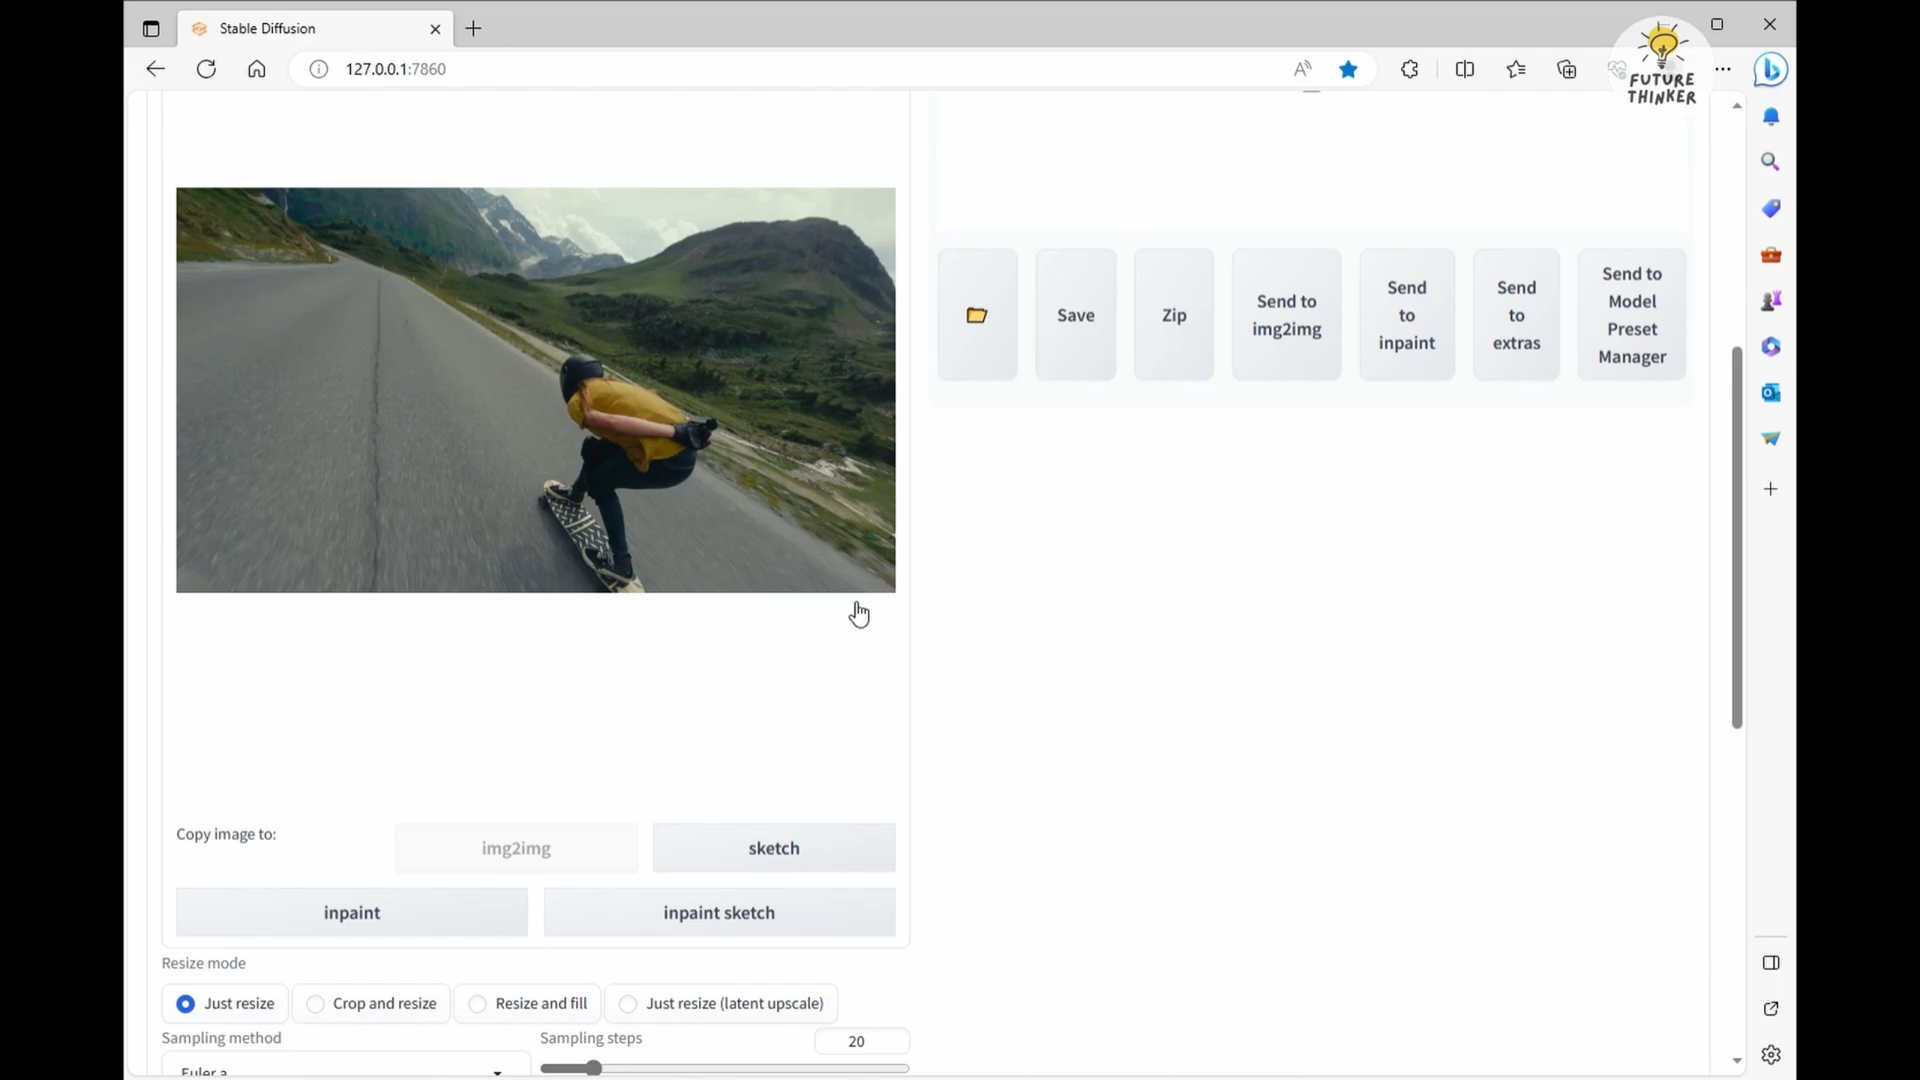 Stable Diffusion
127.0.0.1:7860
FUTURE
THINKER
Save
Zip
Send to
img2img
Send
to
inpaint
Send
to
extras
Send to
Model
Preset
Manager
Copy image to:
img2img
sketch
inpaint
inpaint sketch
Resize mode
Just resize
Crop and resize
Resize and fill
Just resize (latent upscale)
Sampling method
Sampling steps
20
Euler a